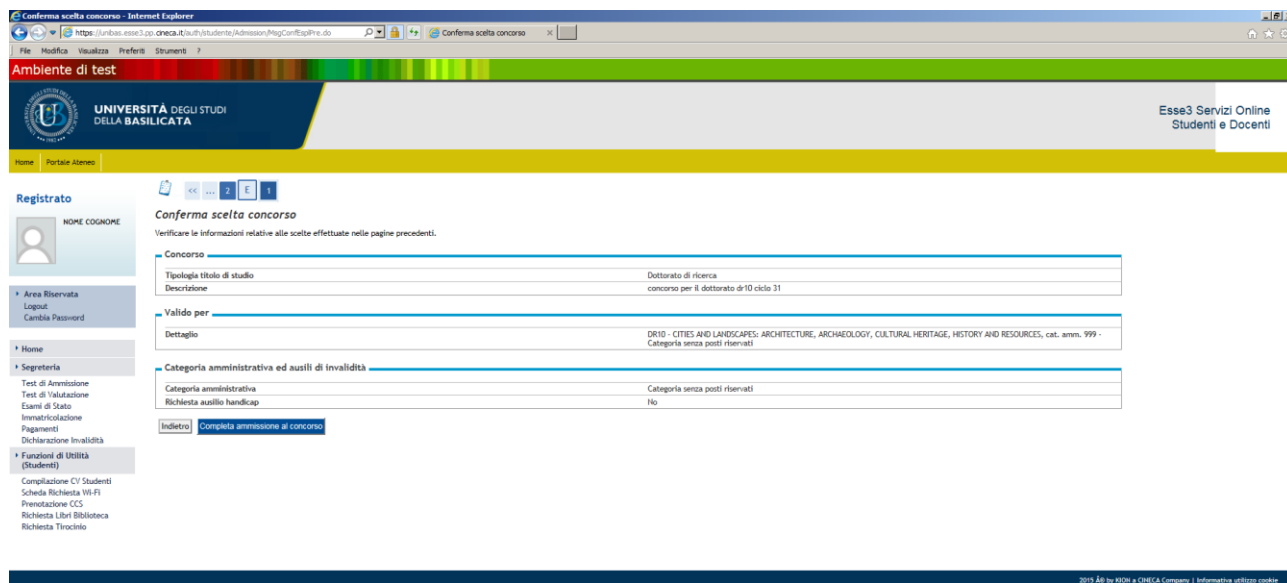 Conferma scelta concorso - Internet Explorer
https://unibas.esse3.pp.cineca.it/auth/studente/Admission/MsgConfEsplPre.do
Conferma scelta concorso
File Modifica Visualizza Preferiti Strumenti ?
Ambiente di test
UNIVERSITÀ DEGLI STUDI
DELLA BASILICATA
Esse3 Servizi Online
Studenti e Docenti
Home Portale Ateneo
<< ... 2 E 1
Registrato
NOME COGNOME
Area Riservata
Logout
Cambia Password
Home
Segreteria
Test di Ammissione
Test di Valutazione
Esami di Stato
Immatricolazione
Pagamenti
Dichiarazione Invalidità
Funzioni di Utilità
(Studenti)
Compilazione CV Studenti
Scheda Richiesta Wi-Fi
Prenotazione CCS
Richiesta Libri Biblioteca
Richiesta Tirocinio
Conferma scelta concorso
Verificare le informazioni relative alle scelte effettuate nelle pagine precedenti.
Concorso
Tipologia titolo di studio Dottorato di ricerca
Descrizione concorso per il dottorato dr10 ciclo 31
Valido per
Dettaglio DR10 - CITIES AND LANDSCAPES: ARCHITECTURE, ARCHAEOLOGY, CULTURAL HERITAGE, HISTORY AND RESOURCES, cat. amm. 999 -
Categoria senza posti riservati
Categoria amministrativa ed ausili di invalidità
Categoria amministrativa Categoria senza posti riservati
Richiesta ausilio handicap No
Indietro Completa ammissione al concorso
2015 Â® by KION a CINECA Company | Informativa utilizzo cookie